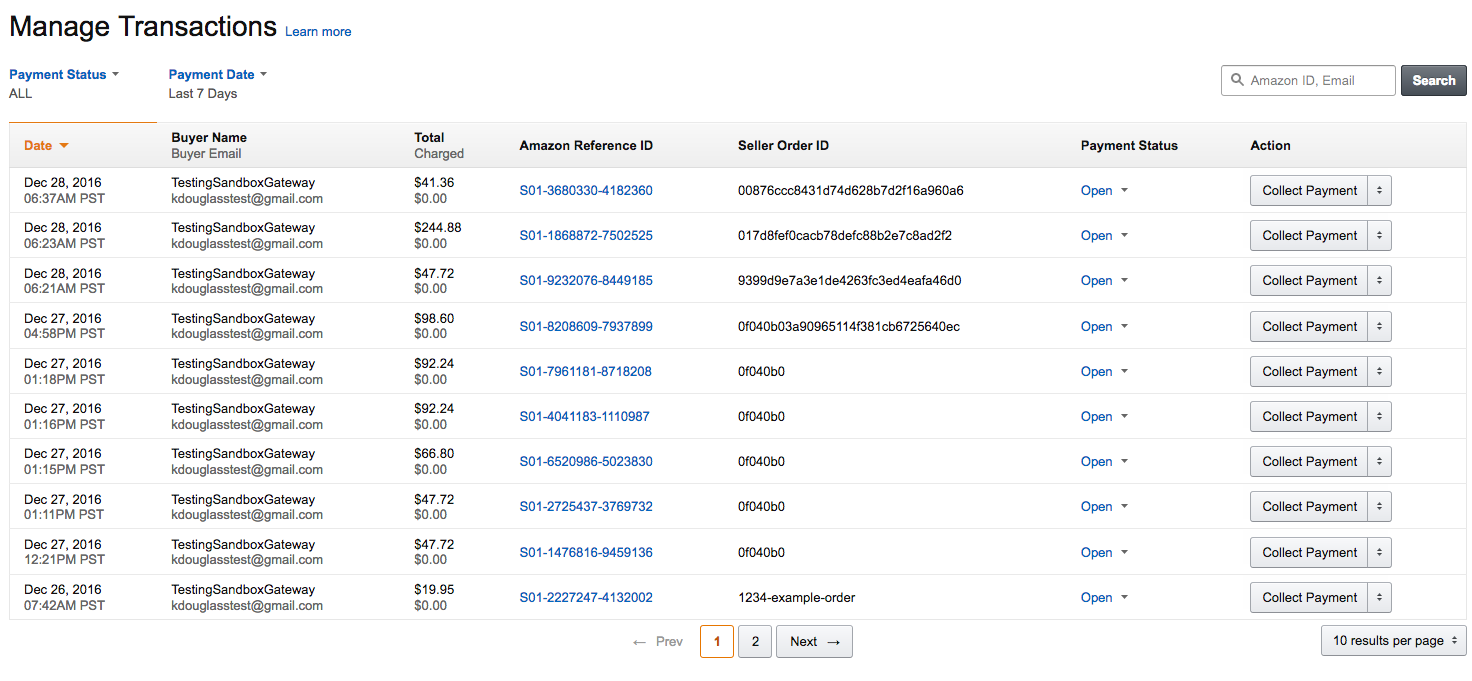 Manage Transactions Learn more
Payment Status Payment Date
ALL Last 7 Days
Amazon ID, Email Search
Date Buyer Name Total Amazon Reference ID Seller Order ID Payment Status Action
Buyer Email Charged
Dec 28, 2016 TestingSandboxGateway $41.36 S01-3680330-4182360 00876ccc8431d74d628b7d2f16a960a6 Open Collect Payment
06:37AM PST kdouglasstest@gmail.com $0.00
Dec 28, 2016 TestingSandboxGateway $244.88 S01-1868872-7502525 017d8fef0cacb78defc88b2e7c8ad2f2 Open Collect Payment
06:23AM PST kdouglasstest@gmail.com $0.00
Dec 28, 2016 TestingSandboxGateway $47.72 S01-9232076-8449185 9399d9e7a3e1de4263fc3ed4eafa46d0 Open Collect Payment
06:21AM PST kdouglasstest@gmail.com $0.00
Dec 27, 2016 TestingSandboxGateway $98.60 S01-8208609-7937899 0f040b03a90965114f381cb6725640ec Open Collect Payment
04:58PM PST kdouglasstest@gmail.com $0.00
Dec 27, 2016 TestingSandboxGateway $92.24 S01-7961181-8718208 0f040b0 Open Collect Payment
01:18PM PST kdouglasstest@gmail.com $0.00
Dec 27, 2016 TestingSandboxGateway $92.24 S01-4041183-1110987 0f040b0 Open Collect Payment
01:16PM PST kdouglasstest@gmail.com $0.00
Dec 27, 2016 TestingSandboxGateway $66.80 S01-6520986-5023830 0f040b0 Open Collect Payment
01:15PM PST kdouglasstest@gmail.com $0.00
Dec 27, 2016 TestingSandboxGateway $47.72 S01-2725437-3769732 0f040b0 Open Collect Payment
01:11PM PST kdouglasstest@gmail.com $0.00
Dec 27, 2016 TestingSandboxGateway $47.72 S01-1476816-9459136 0f040b0 Open Collect Payment
12:21PM PST kdouglasstest@gmail.com $0.00
Dec 26, 2016 TestingSandboxGateway $19.95 S01-2227247-4132002 1234-example-order Open Collect Payment
07:42AM PST kdouglasstest@gmail.com $0.00
← Prev 1 2 Next → 10 results per page